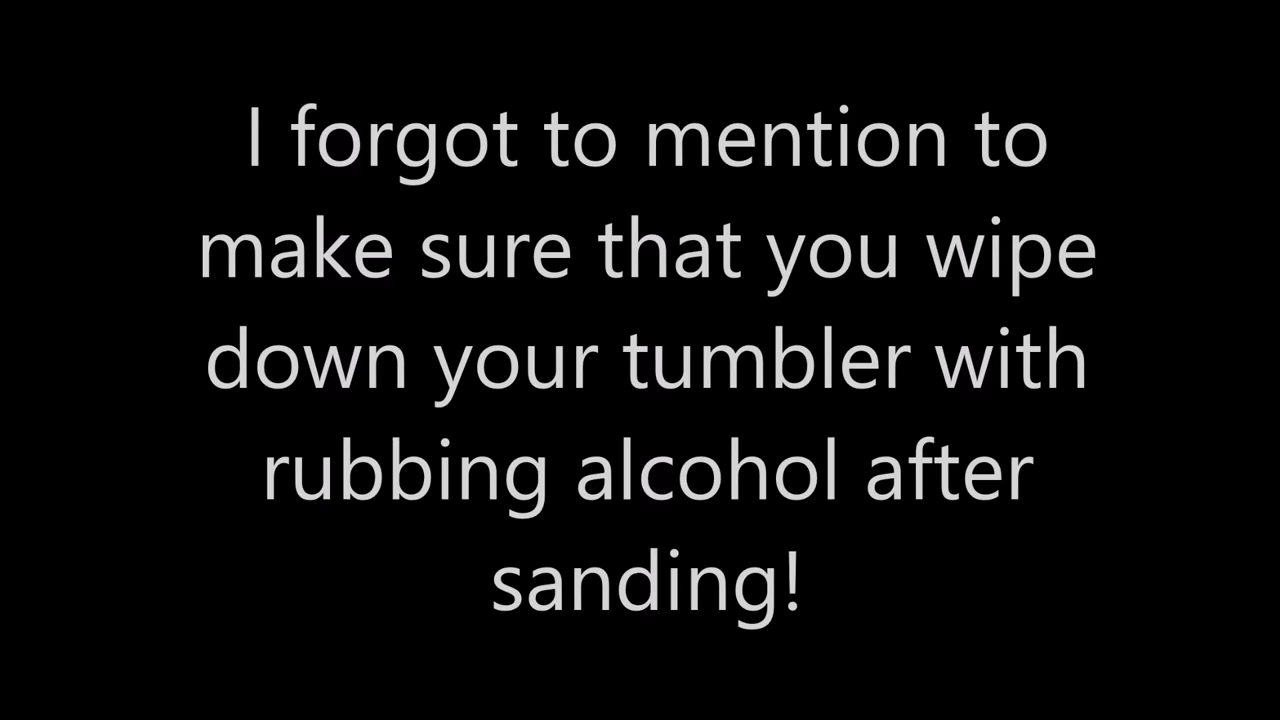 I forgot to mention to
make sure that you wipe
down your tumbler with
rubbing alcohol after
sanding!